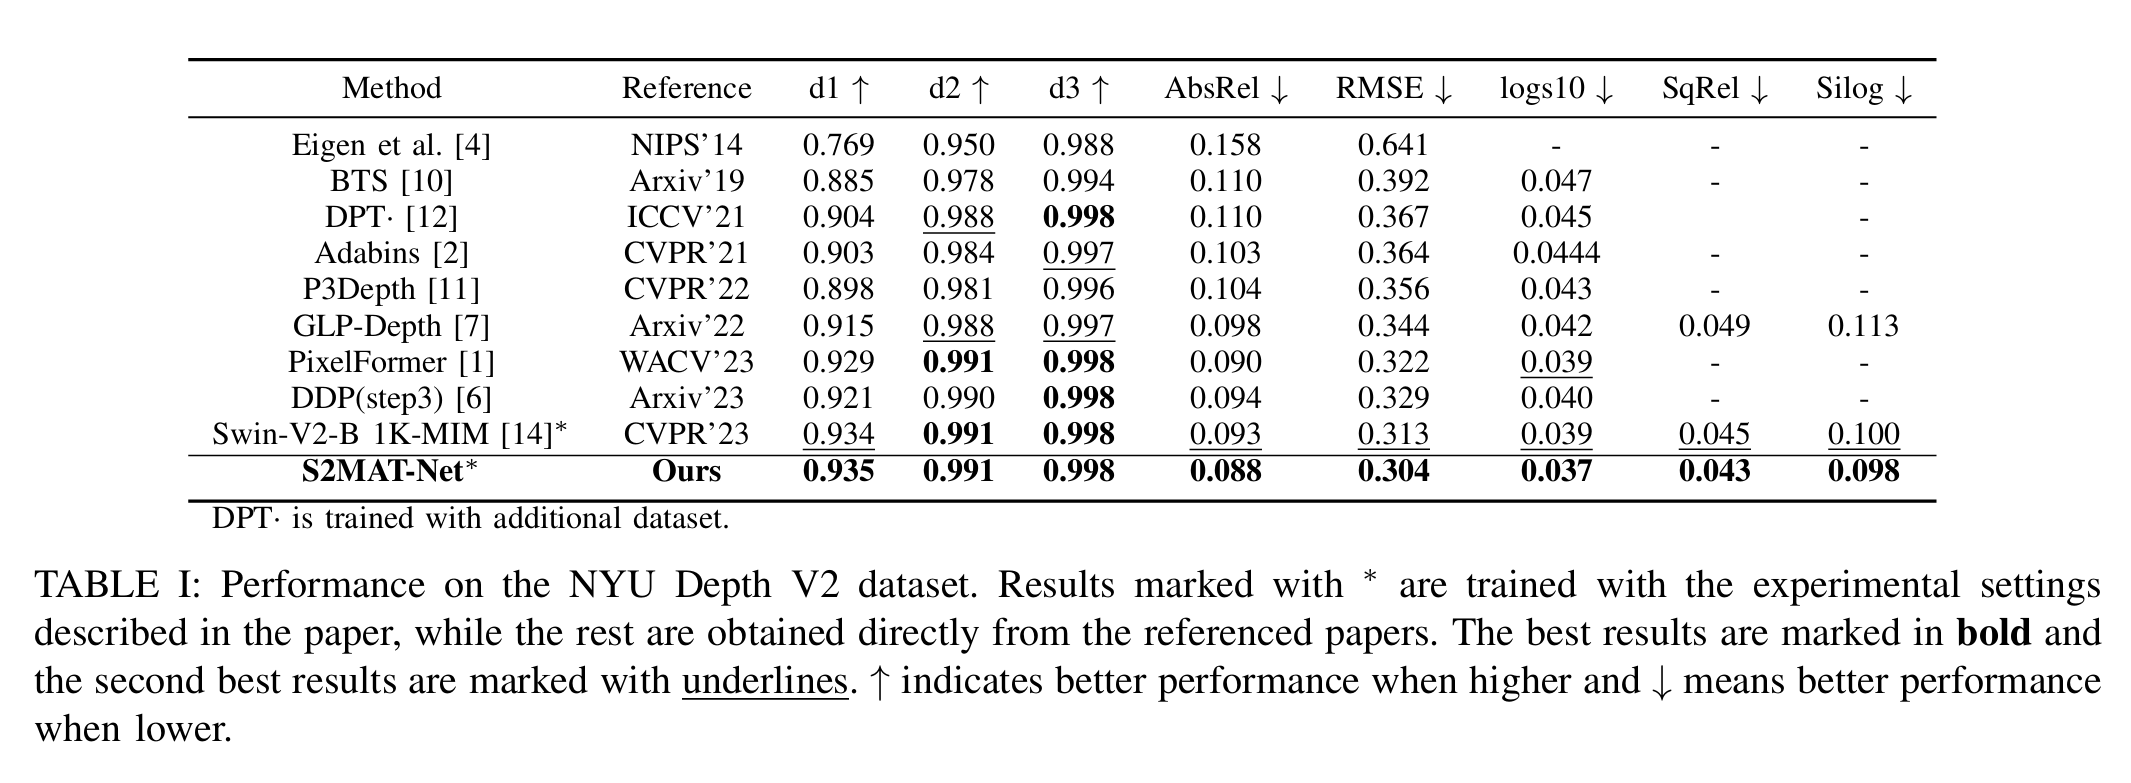 Method Reference d1 ↑ d2 ↑ d3 ↑ AbsRel ↓ RMSE ↓ logs10 ↓ SqRel ↓ Silog ↓
Eigen et al. [4] NIPS'14 0.769 0.950 0.988 0.158 0.641 - - -
BTS [10] Arxiv'19 0.885 0.978 0.994 0.110 0.392 0.047 - -
DPT· [12] ICCV'21 0.904 0.988 0.998 0.110 0.367 0.045 -
Adabins [2] CVPR'21 0.903 0.984 0.997 0.103 0.364 0.0444 - -
P3Depth [11] CVPR'22 0.898 0.981 0.996 0.104 0.356 0.043 - -
GLP-Depth [7] Arxiv'22 0.915 0.988 0.997 0.098 0.344 0.042 0.049 0.113
PixelFormer [1] WACV'23 0.929 0.991 0.998 0.090 0.322 0.039 - -
DDP(step3) [6] Arxiv'23 0.921 0.990 0.998 0.094 0.329 0.040 - -
Swin-V2-B 1K-MIM [14]* CVPR'23 0.934 0.991 0.998 0.093 0.313 0.039 0.045 0.100
S2MAT-Net* Ours 0.935 0.991 0.998 0.088 0.304 0.037 0.043 0.098
DPT· is trained with additional dataset.
TABLE I: Performance on the NYU Depth V2 dataset. Results marked with * are trained with the experimental settings
described in the paper, while the rest are obtained directly from the referenced papers. The best results are marked in bold and
the second best results are marked with underlines. ↑ indicates better performance when higher and ↓ means better performance
when lower.